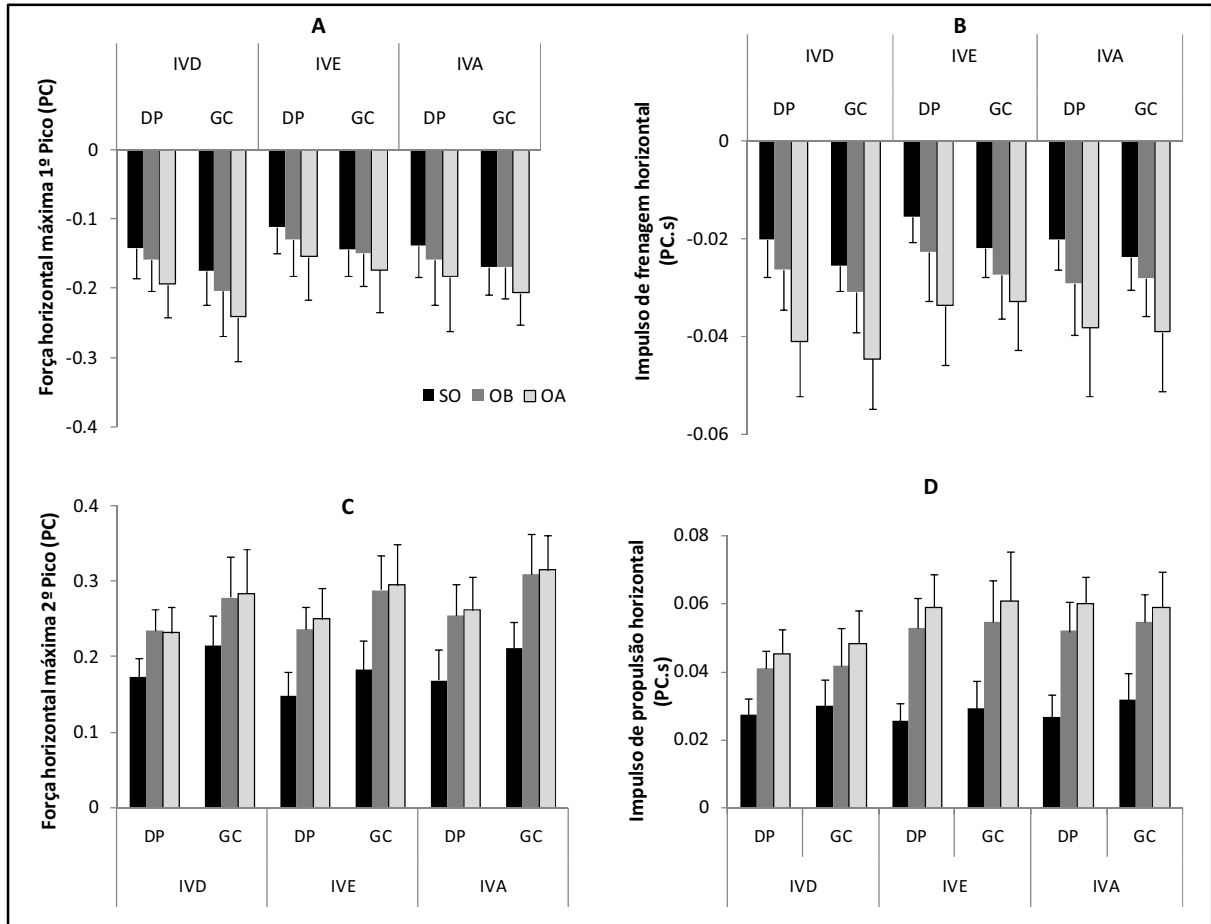 A
IVD IVE IVA
DP GC DP GC DP GC
0
-0.1
-0.2
-0.3
-0.4
Força horizontal máxima 1º Pico (PC)
SO OB OA
B
IVD IVE IVA
DP GC DP GC DP GC
0
-0.02
-0.04
-0.06
Impulso de frenagem horizontal
(PC.s)
C
0.4
0.3
0.2
0.1
0
Força horizontal máxima 2º Pico (PC)
DP GC DP GC DP GC
IVD IVE IVA
D
0.08
0.06
0.04
0.02
0
Impulso de propulsão horizontal
(PC.s)
DP GC DP GC DP GC
IVD IVE IVA